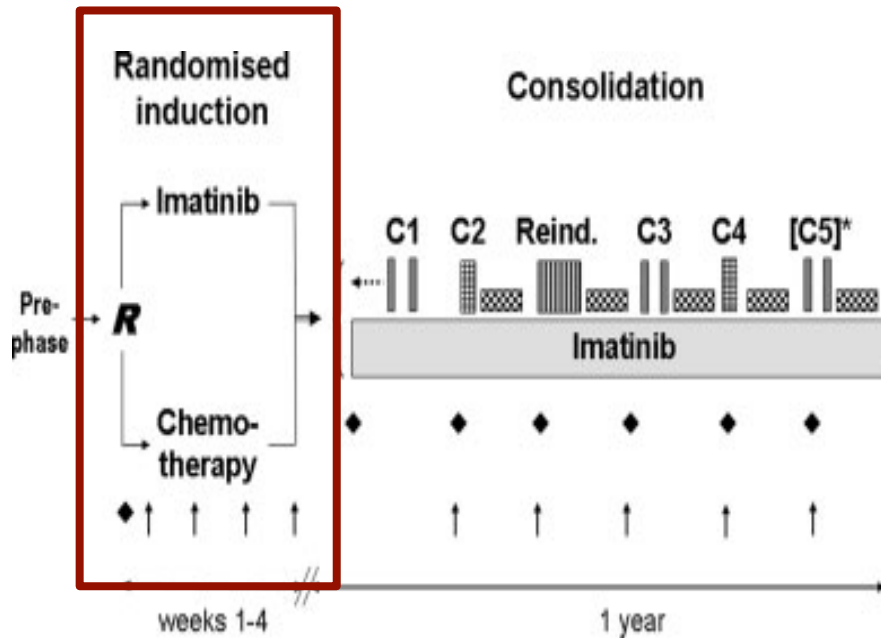 Randomised
induction
Consolidation
Imatinib
C1 C2 Reind. C3 C4 [C5]*
Pre-
phase
R
Imatinib
Chemo-
therapy
weeks 1-4
1 year